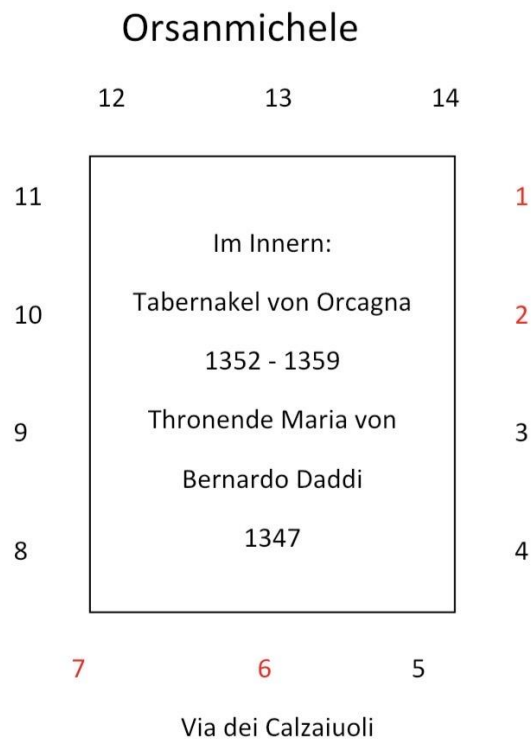 Orsanmichele
12 13 14
11 1
Im Innern:
10 Tabernakel von Orcagna 2
1352 - 1359
9 Thronende Maria von 3
Bernardo Daddi
8 1347 4
7 6 5
Via dei Calzaiuoli